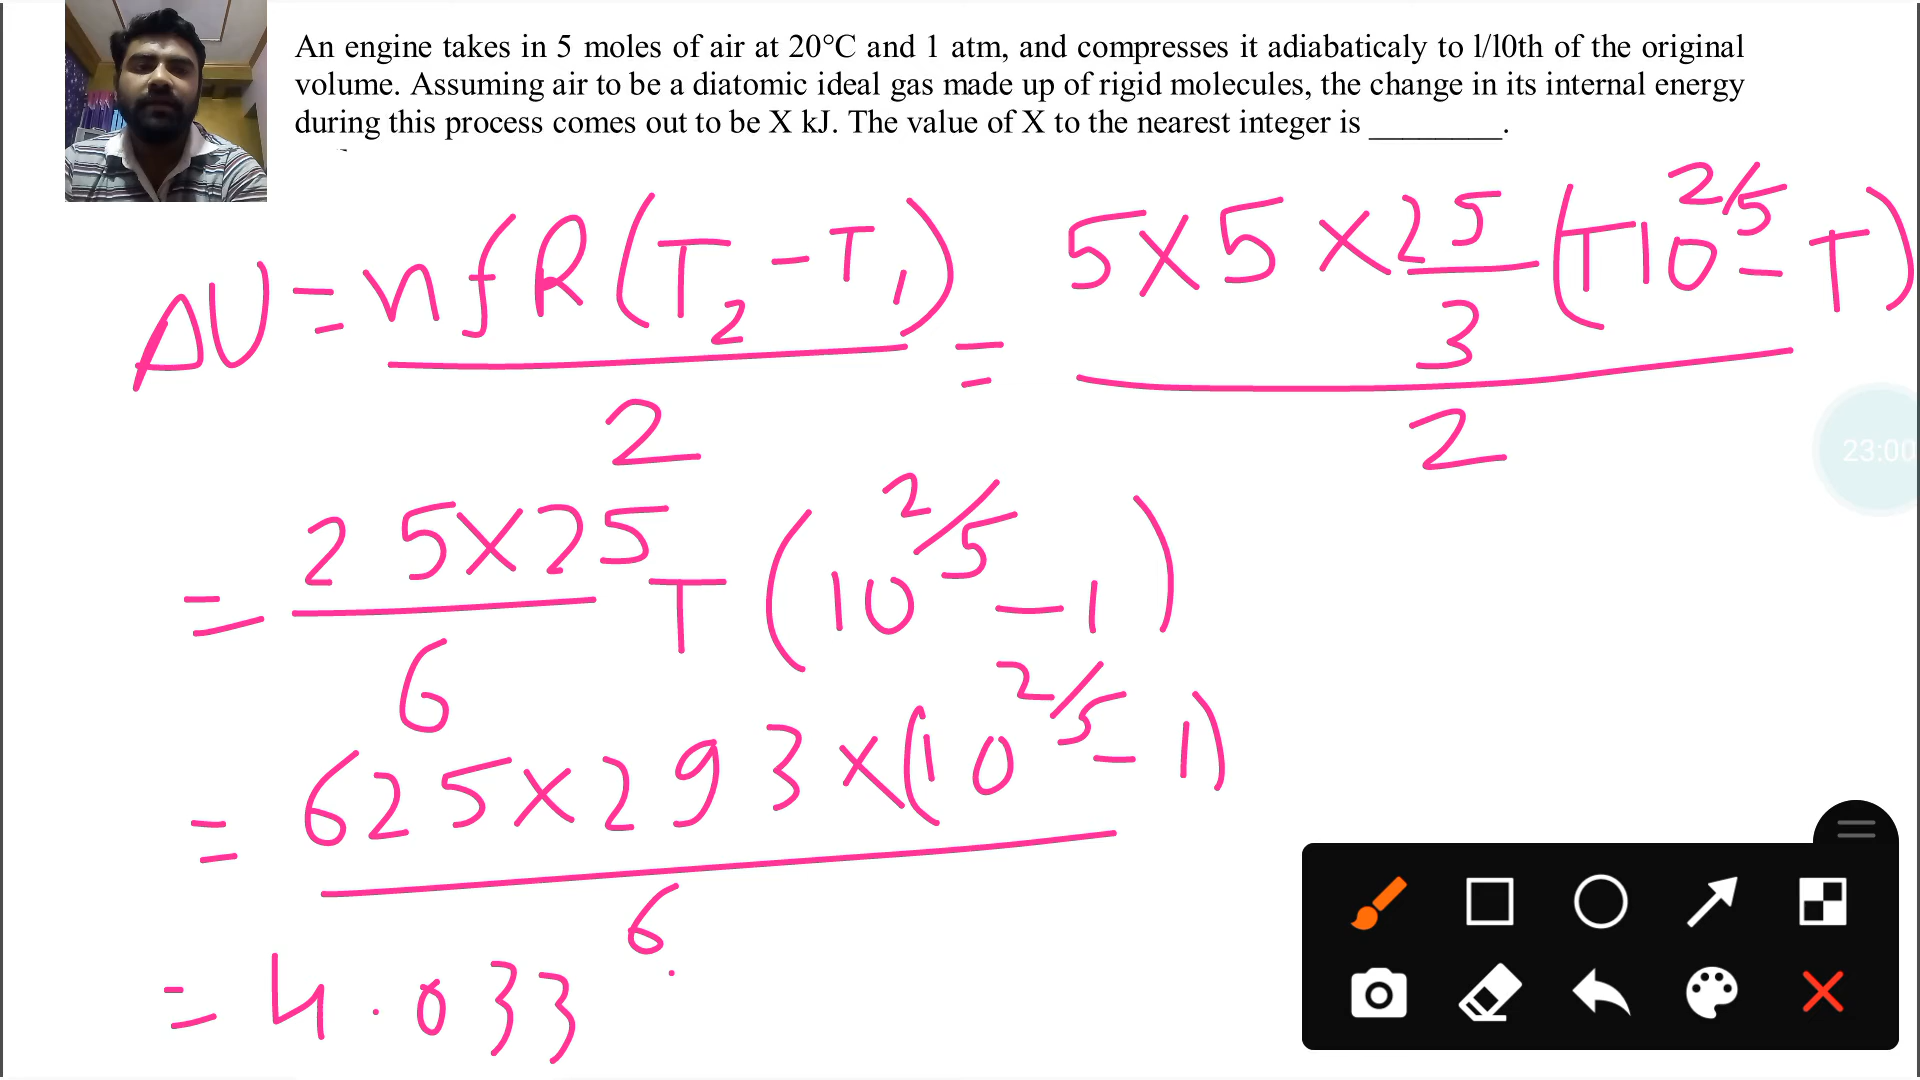 An engine takes in 5 moles of air at 20°C and 1 atm, and compresses it adiabaticaly to l/l0th of the original
volume. Assuming air to be a diatomic ideal gas made up of rigid molecules, the change in its internal energy
during this process comes out to be X kJ. The value of X to the nearest integer is ________.
ΔU = nfR(T₂ - T₁) / 2 = 5 × 5 × 25/3 (T10^2/5 - T) / 2
= 25 × 25 / 6 T (10^2/5 - 1)
= 625 × 293 × (10^2/5 - 1) / 6
= 4.033
23:00